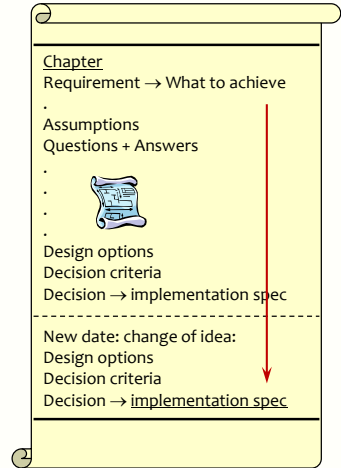 Chapter
Requirement → What to achieve
.
Assumptions
Questions + Answers
.
.
.
.
Design options
Decision criteria
Decision → implementation spec
New date: change of idea:
Design options
Decision criteria
Decision → implementation spec